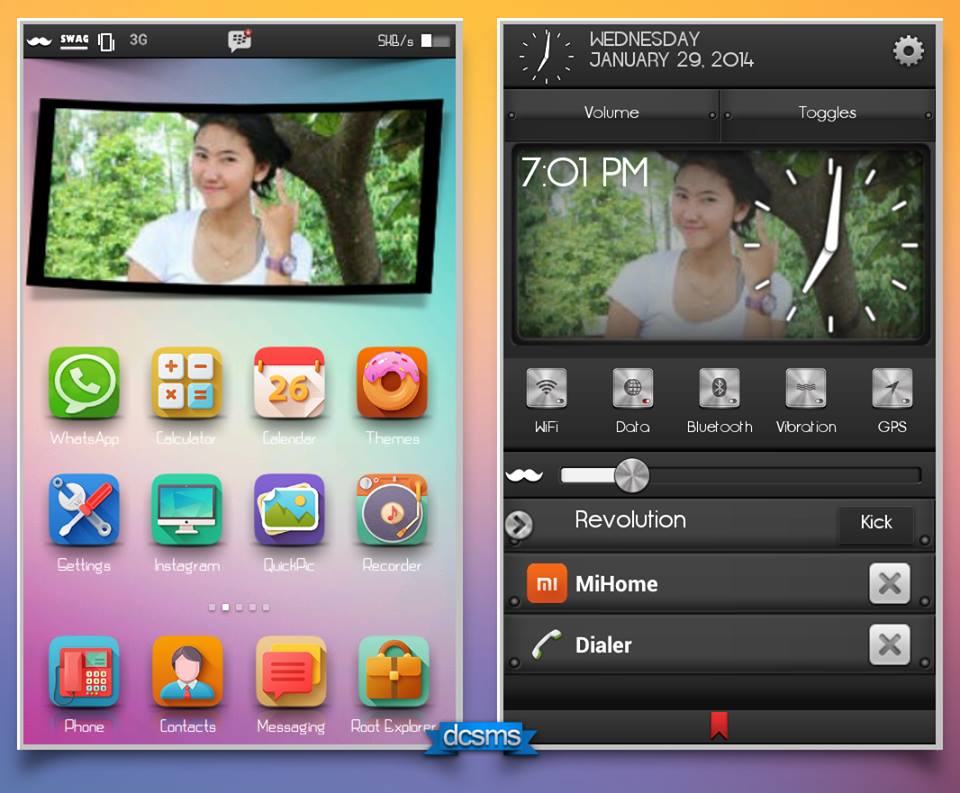 SWAG
3G
5KB/s
26
WhatsApp Calculator Calendar Themes
Settings Instagram QuickPic Recorder
Phone Contacts Messaging Root Explorer
WEDNESDAY
JANUARY 29, 2014
Volume Toggles
7:01 PM
WiFi Data Bluetooth Vibration GPS
Revolution Kick
MI MiHome
Dialer
dcsms